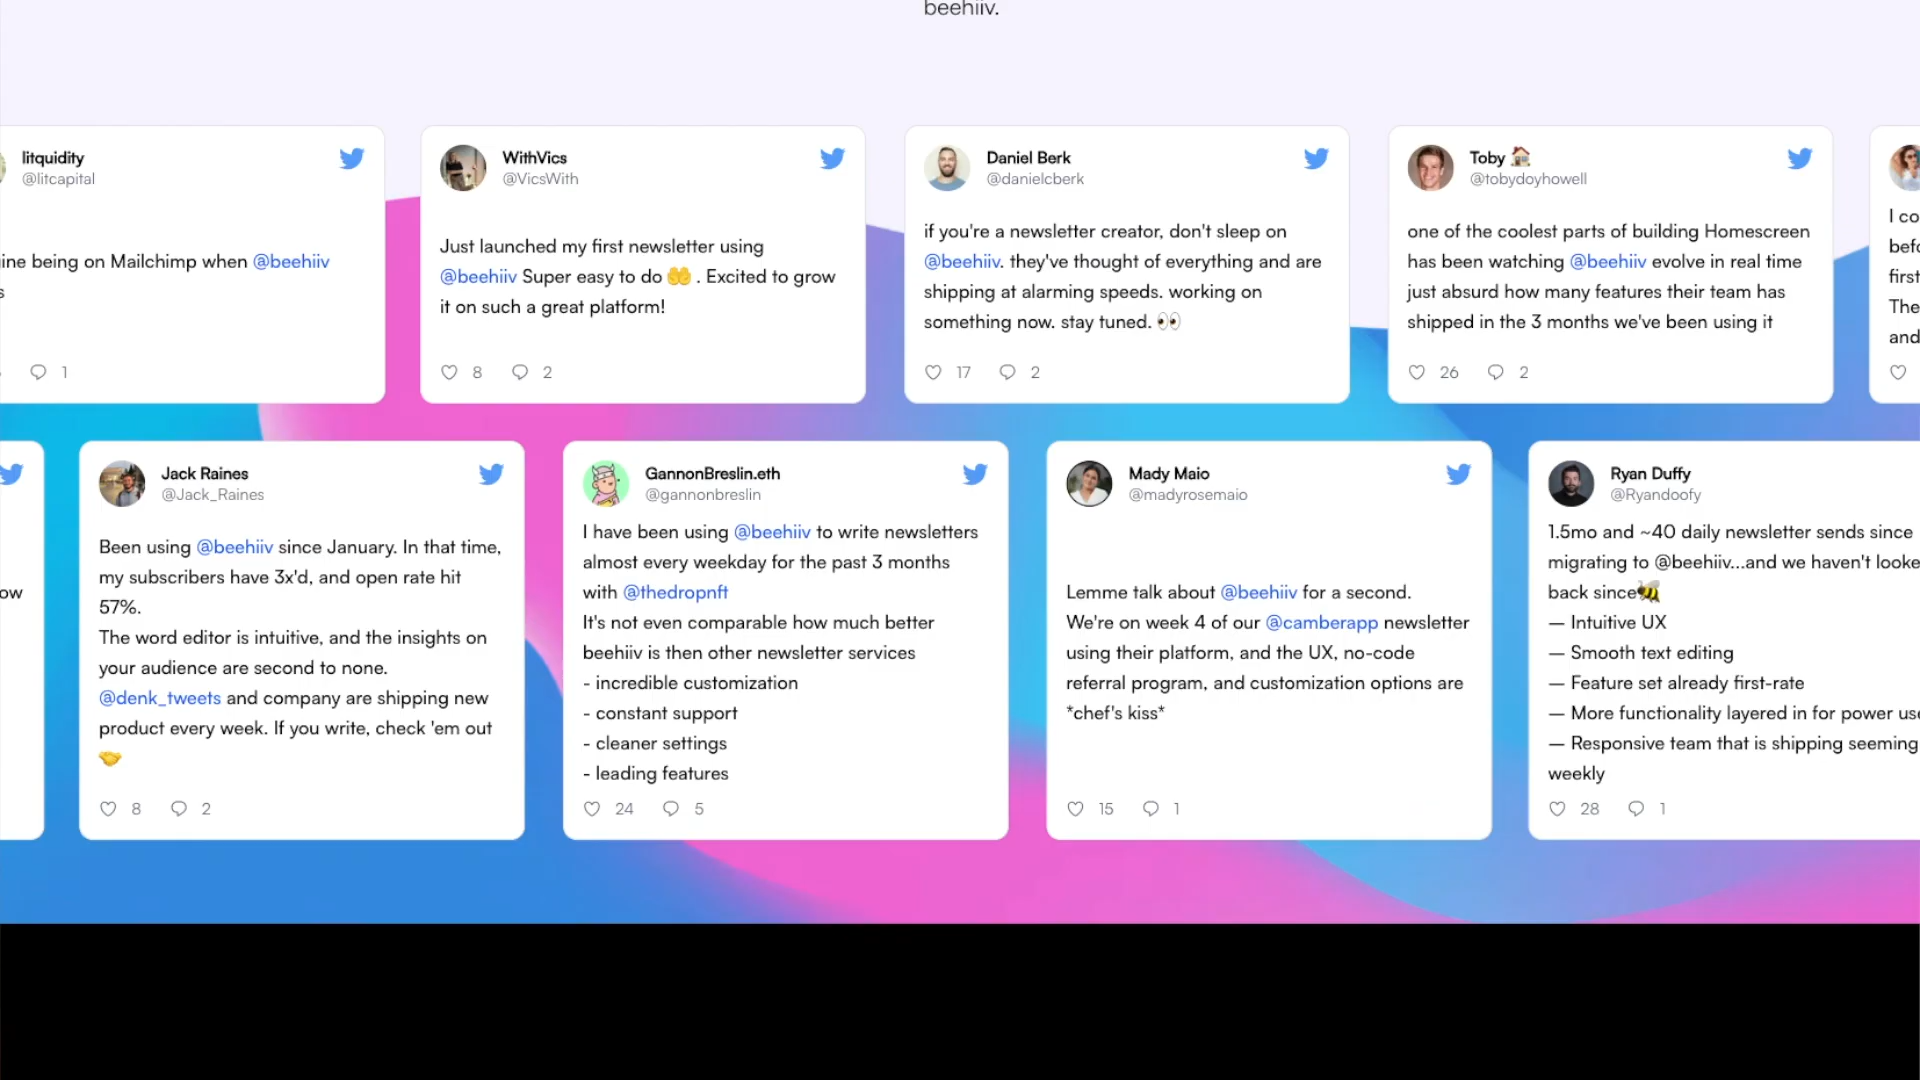 beehiiv.
litquidity
@litcapital
ine being on Mailchimp when @beehiiv
s
1
WithVics
@VicsWith
Just launched my first newsletter using
@beehiiv Super easy to do 🤲 . Excited to grow
it on such a great platform!
8 2
Daniel Berk
@danielcberk
if you're a newsletter creator, don't sleep on
@beehiiv. they've thought of everything and are
shipping at alarming speeds. working on
something now. stay tuned. 👀
17 2
Toby 🏠
@tobydoyhowell
one of the coolest parts of building Homescreen
has been watching @beehiiv evolve in real time
just absurd how many features their team has
shipped in the 3 months we've been using it
26 2
I co
befo
first
The
and
ow
Jack Raines
@Jack_Raines
Been using @beehiiv since January. In that time,
my subscribers have 3x'd, and open rate hit
57%.
The word editor is intuitive, and the insights on
your audience are second to none.
@denk_tweets and company are shipping new
product every week. If you write, check 'em out
🤝
8 2
GannonBreslin.eth
@gannonbreslin
I have been using @beehiiv to write newsletters
almost every weekday for the past 3 months
with @thedropnft
It's not even comparable how much better
beehiiv is then other newsletter services
- incredible customization
- constant support
- cleaner settings
- leading features
24 5
Mady Maio
@madyrosemaio
Lemme talk about @beehiiv for a second.
We're on week 4 of our @camberapp newsletter
using their platform, and the UX, no-code
referral program, and customization options are
*chef's kiss*
15 1
Ryan Duffy
@Ryandoofy
1.5mo and ~40 daily newsletter sends since
migrating to @beehiiv...and we haven't looke
back since🐝
— Intuitive UX
— Smooth text editing
— Feature set already first-rate
— More functionality layered in for power use
— Responsive team that is shipping seeming
weekly
28 1